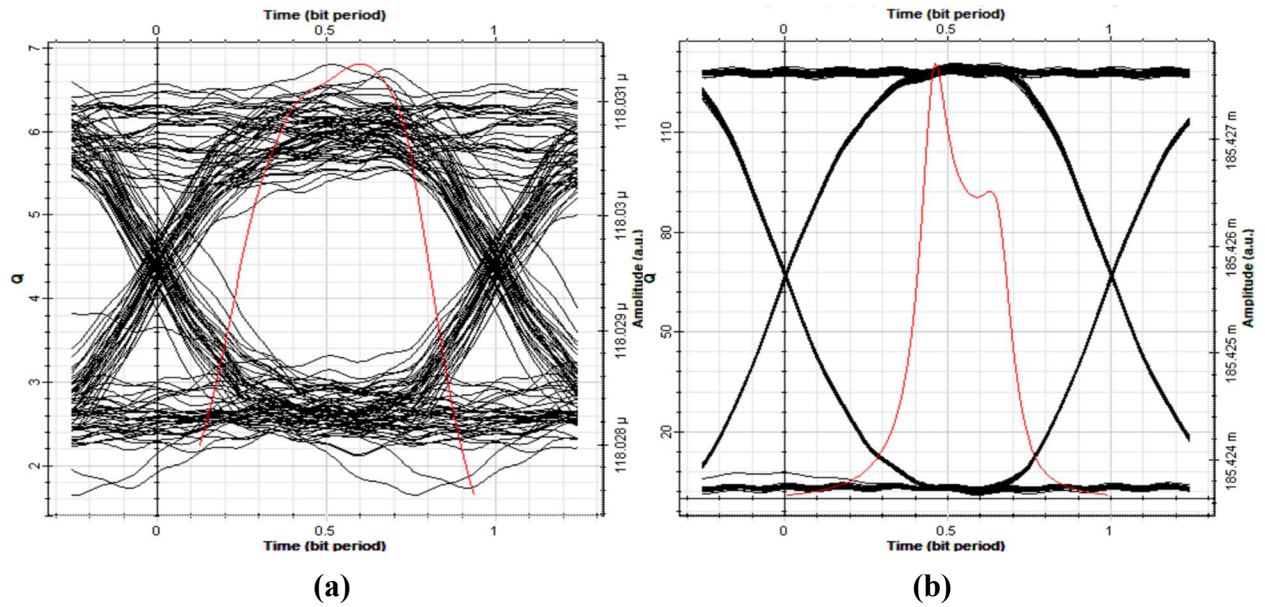 Time (bit period)
0 0.5 1
7
6
5
4
3
2
Q
118.031 µ
118.03 µ
118.029 µ
118.028 µ
Amplitude (a.u.)
0 0.5 1
Time (bit period)
(a)
Time (bit period)
0 0.5 1
110
80
50
20
Q
185.427 m
185.426 m
185.425 m
185.424 m
Amplitude (a.u.)
0 0.5 1
Time (bit period)
(b)